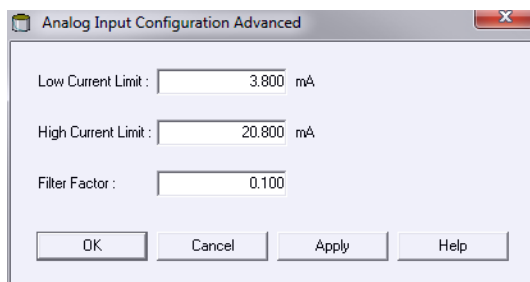 Analog Input Configuration Advanced
Low Current Limit : 3.800 mA
High Current Limit : 20.800 mA
Filter Factor : 0.100
OK Cancel Apply Help